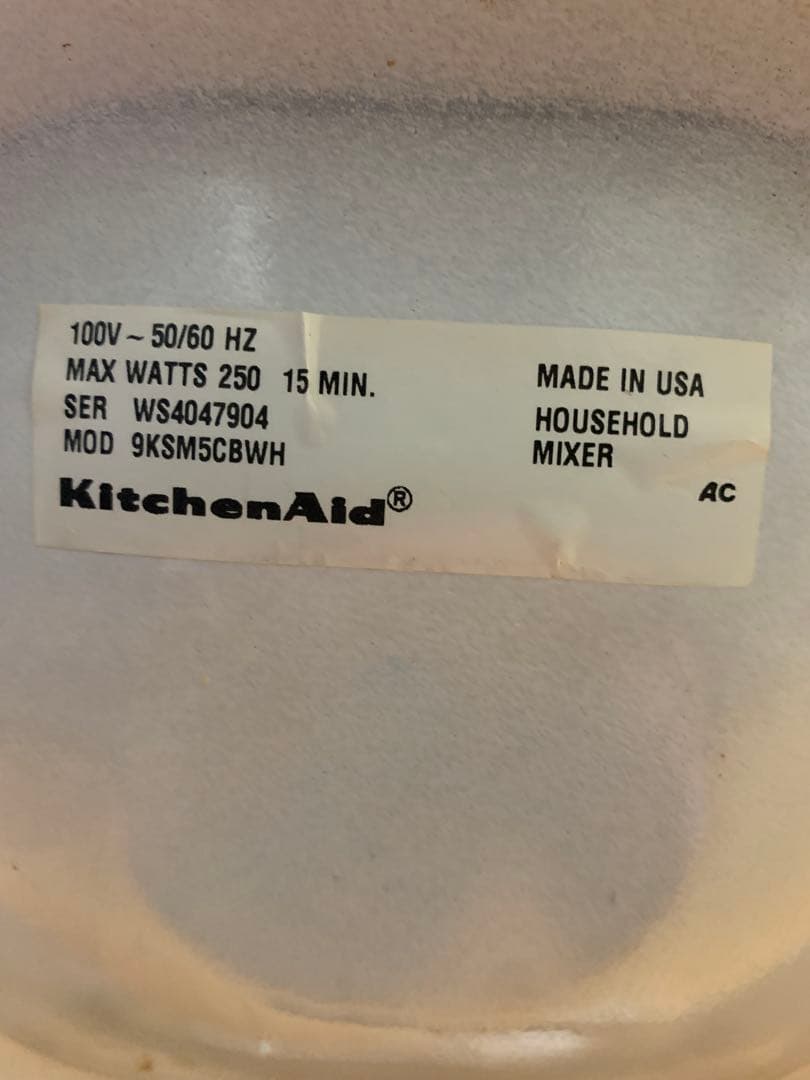 100V ~ 50/60 HZ
MAX WATTS 250 15 MIN.
SER WS4047904
MOD 9KSM5CBWH
KitchenAid®
MADE IN USA
HOUSEHOLD
MIXER
AC